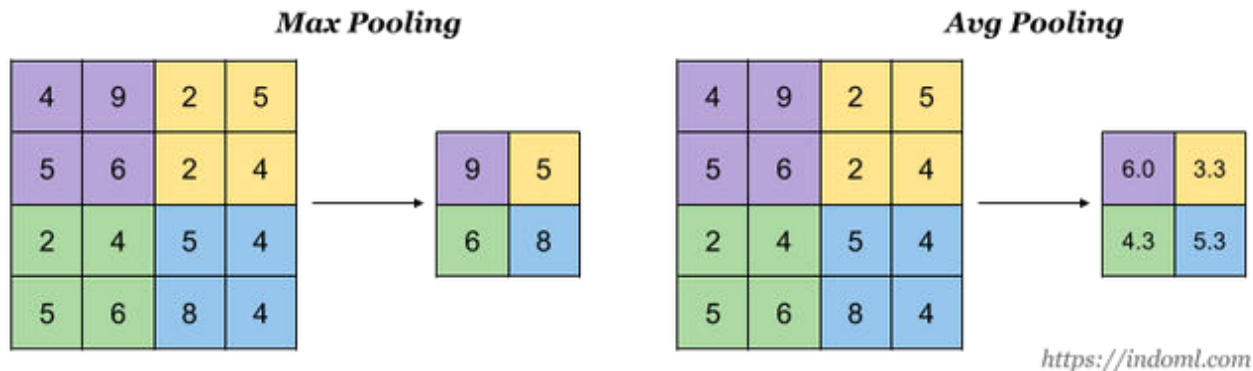 Max Pooling
4 9 2 5
5 6 2 4
2 4 5 4
5 6 8 4
9 5
6 8
Avg Pooling
4 9 2 5
5 6 2 4
2 4 5 4
5 6 8 4
6.0 3.3
4.3 5.3
https://indoml.com